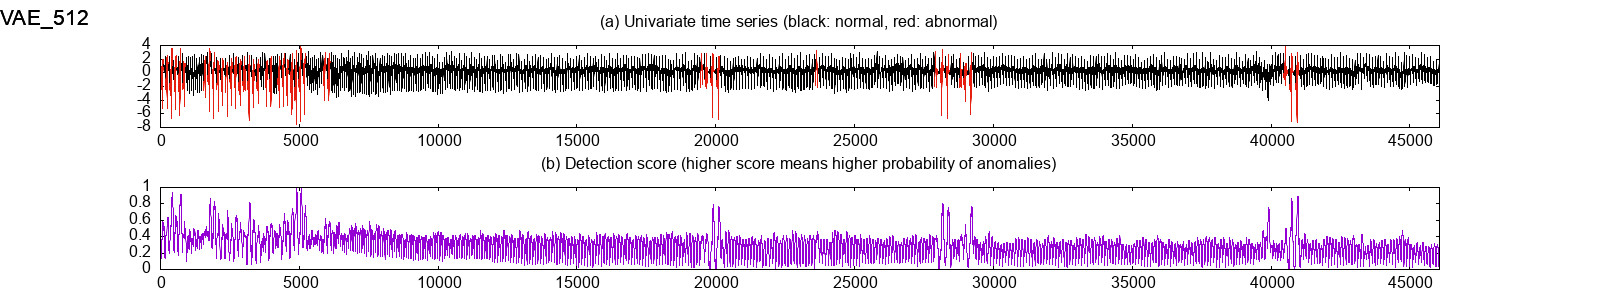 VAE_512
(a) Univariate time series (black: normal, red: abnormal)
4
2
0
-2
-4
-6
-8
0 5000 10000 15000 20000 25000 30000 35000 40000 45000
(b) Detection score (higher score means higher probability of anomalies)
1
0.8
0.6
0.4
0.2
0
0 5000 10000 15000 20000 25000 30000 35000 40000 45000